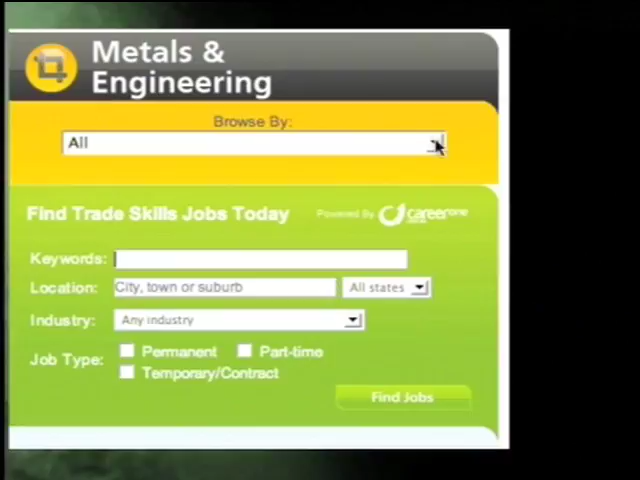 Metals &
Engineering
Browse By:
All
Find Trade Skills Jobs Today
Powered By careerone
Keywords:
Location: City, town or suburb All states
Industry: Any industry
Job Type: Permanent Part-time
Temporary/Contract
Find Jobs